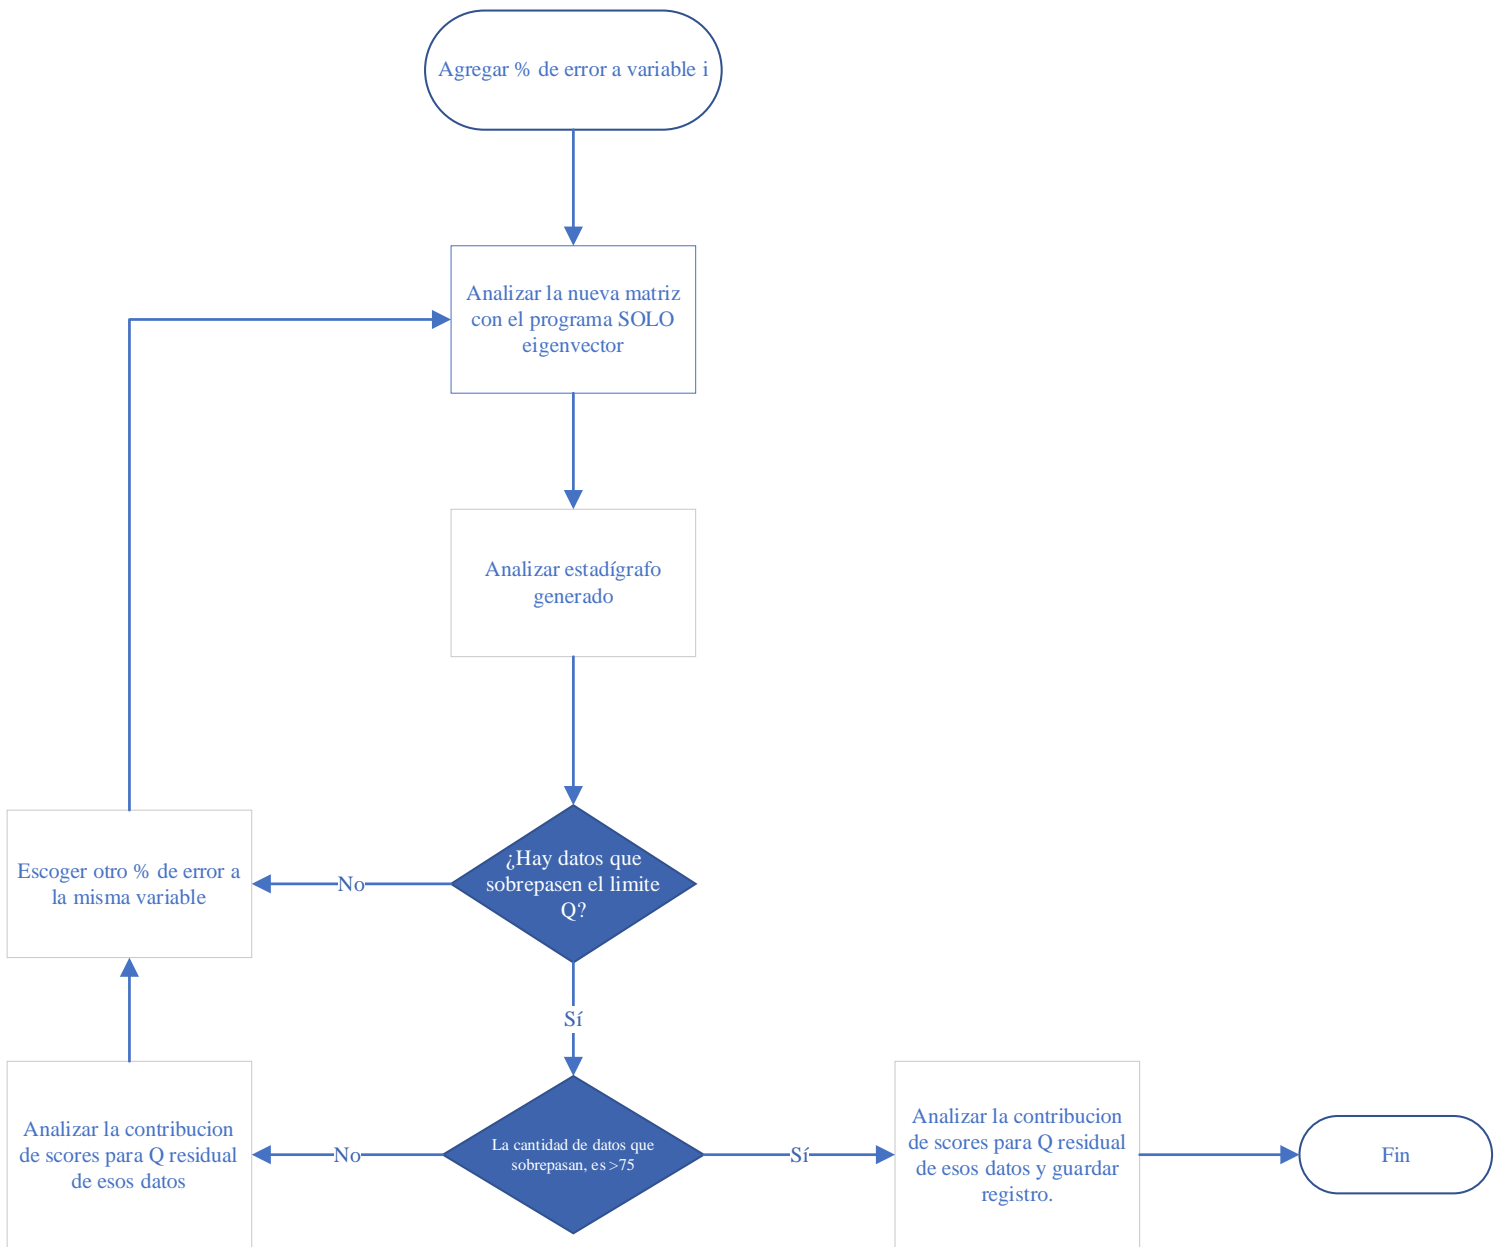 Agregar % de error a variable i
Analizar la nueva matriz
con el programa SOLO
eigenvector
Analizar estadígrafo
generado
¿Hay datos que
sobrepasen el limite
Q?
No
Escoger otro % de error a
la misma variable
Sí
La cantidad de datos que
sobrepasan, es >75
No
Analizar la contribucion
de scores para Q residual
de esos datos
Sí
Analizar la contribucion
de scores para Q residual
de esos datos y guardar
registro.
Fin